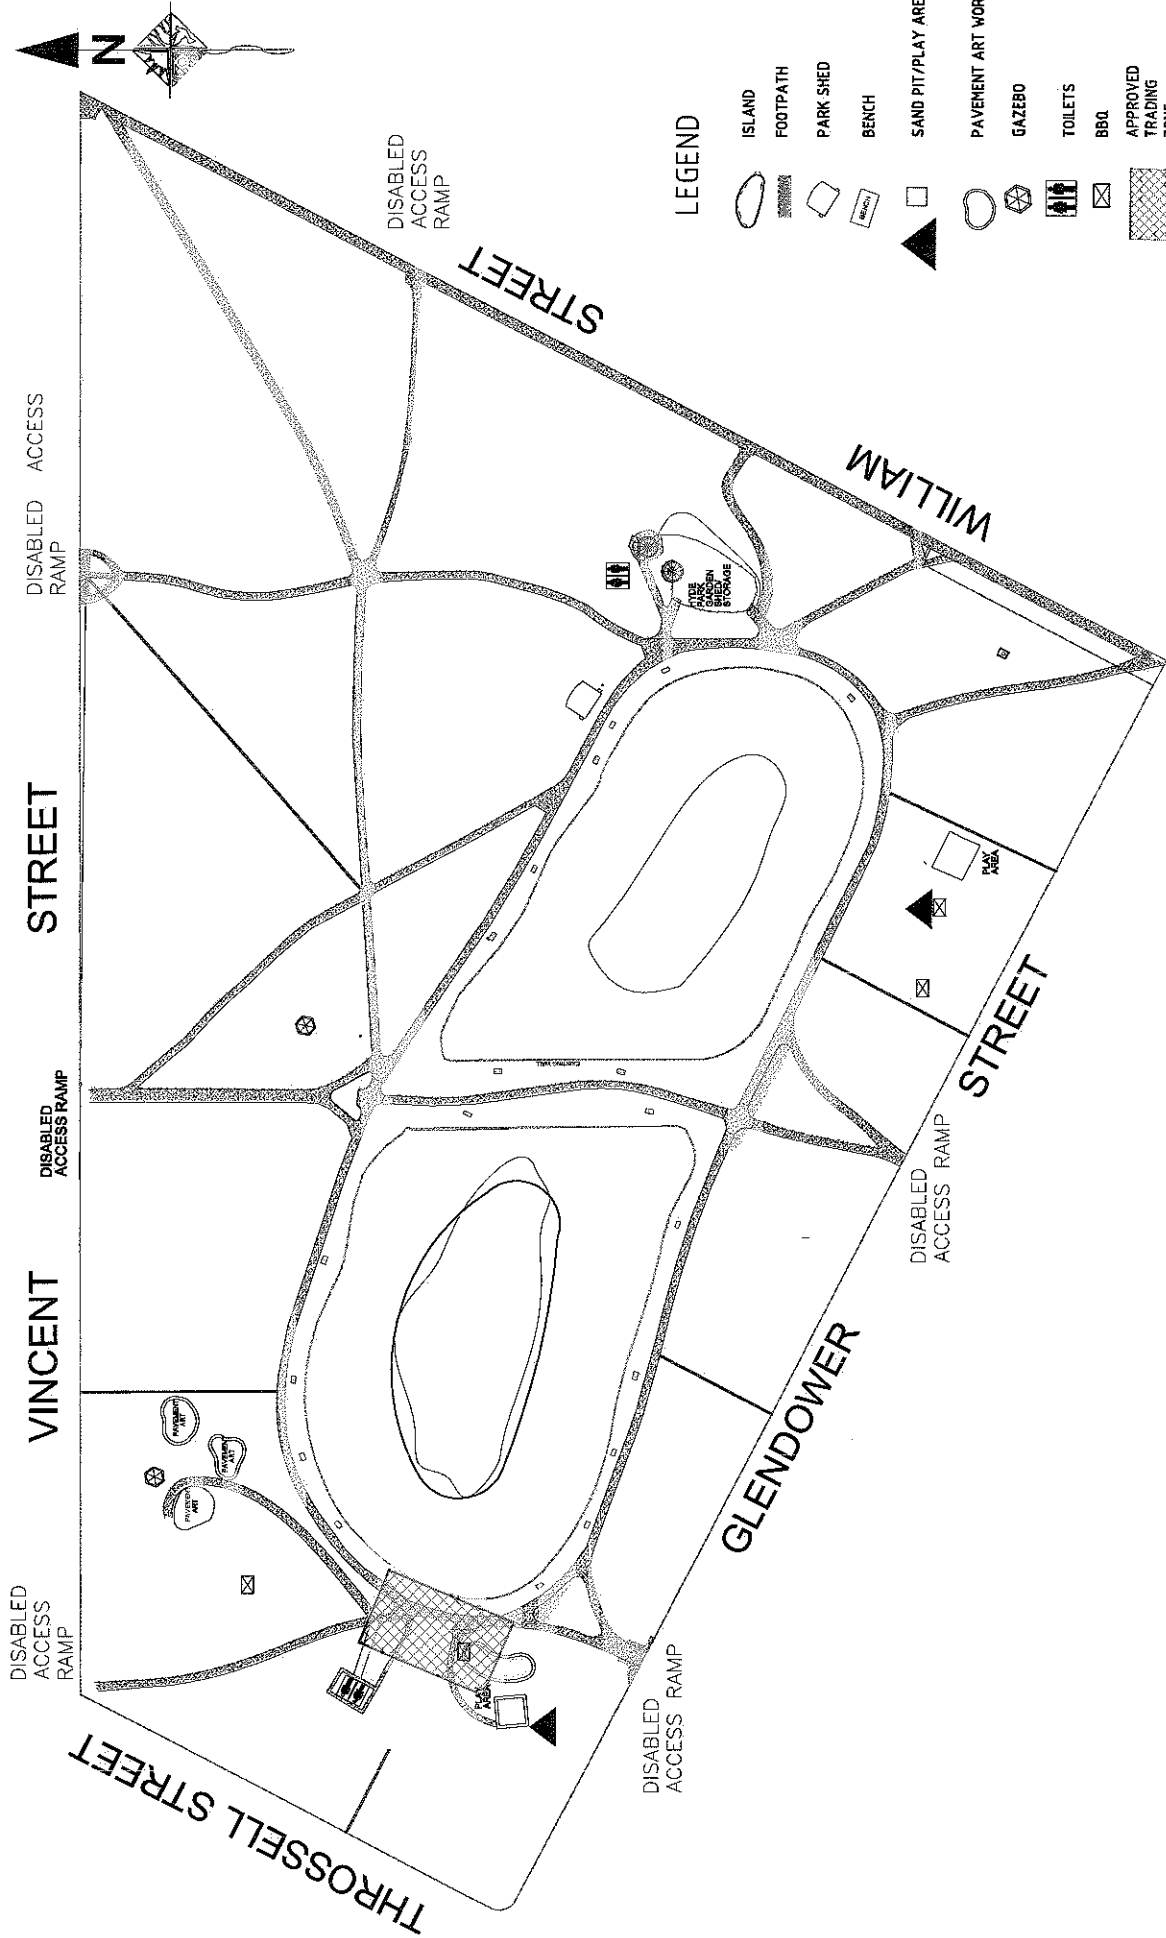 N
DISABLED ACCESS
RAMP
DISABLED
ACCESS
RAMP
STREET
VINCENT
DISABLED
ACCESS RAMP
DISABLED
ACCESS
RAMP
THROSSELL STREET
STREET
WILLIAM
GLENDOWER
STREET
DISABLED
ACCESS RAMP
DISABLED
ACCESS RAMP
PAVEMENT
ART
PAVEMENT
ART
PAVEMENT
ART
PLAY
AREA
PLAY
AREA
HYDE
PARK
GARDEN
SHED/
STORAGE
LEGEND
ISLAND
FOOTPATH
PARK SHED
BENCH
BENCH
SAND PIT/PLAY ARE
PAVEMENT ART WOR
GAZEBO
TOILETS
BBQ
APPROVED
TRADING